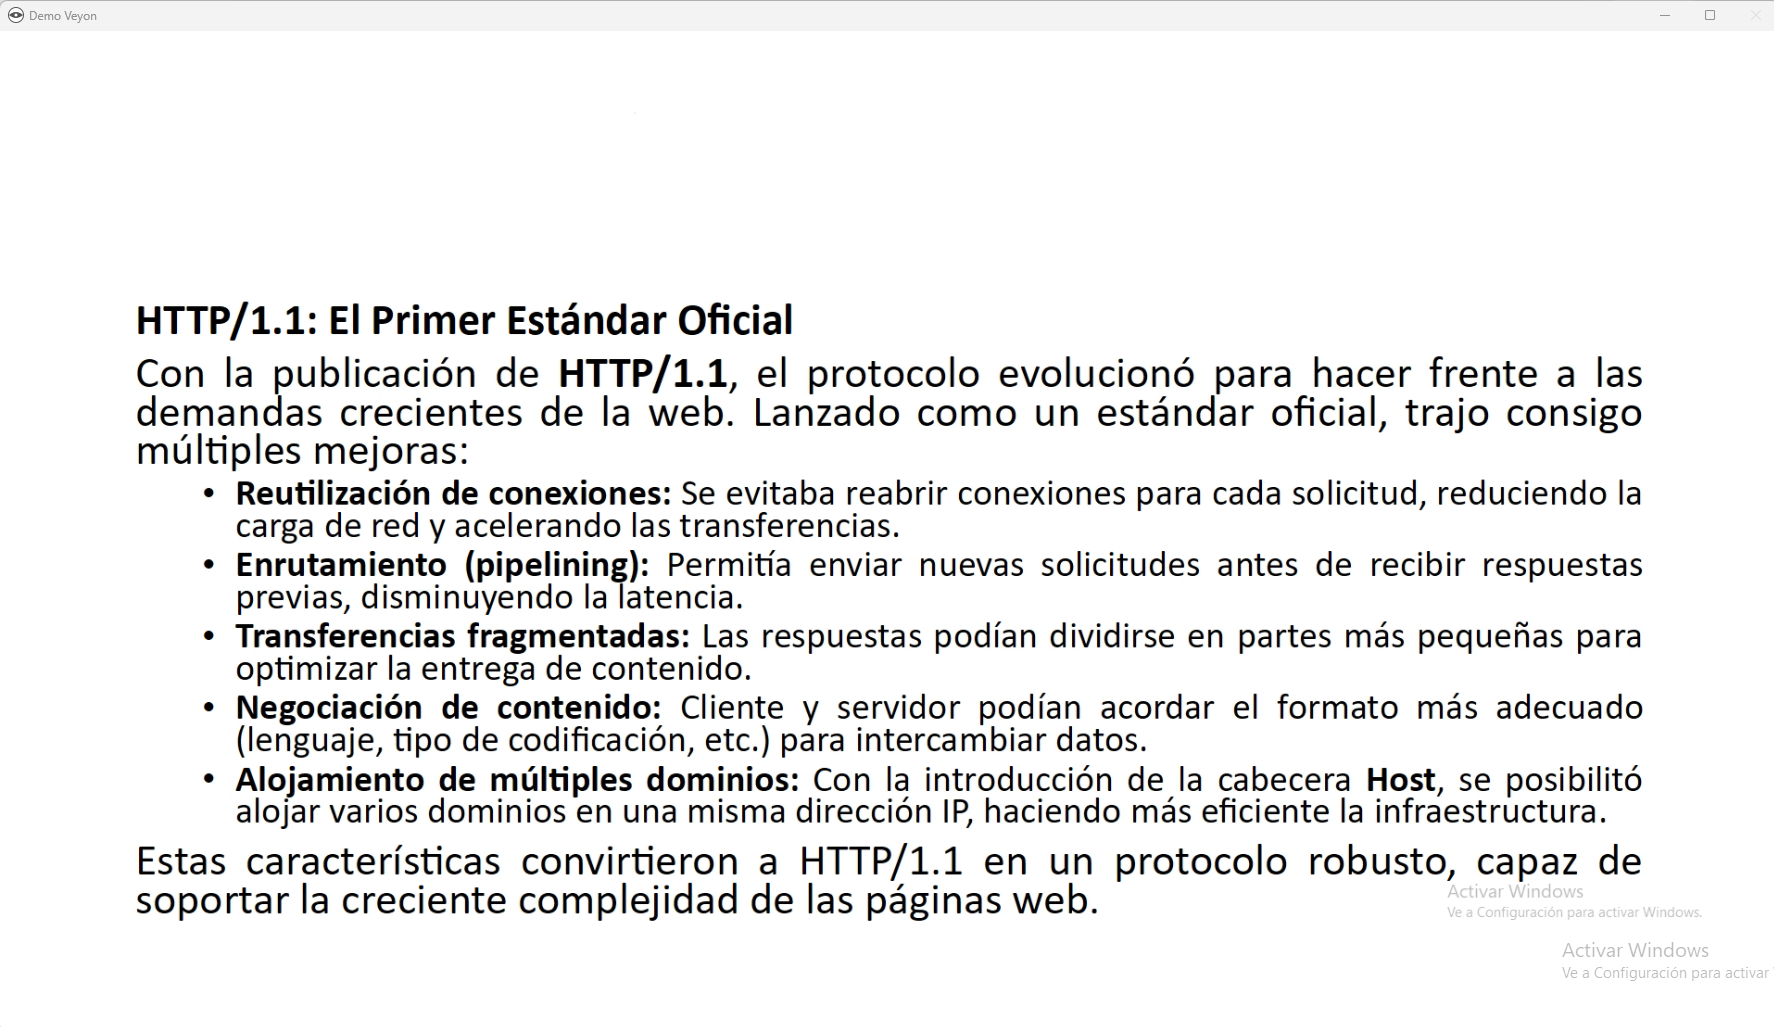 Demo Veyon
HTTP/1.1: El Primer Estándar Oficial
Con la publicación de HTTP/1.1, el protocolo evolucionó para hacer frente a las
demandas crecientes de la web. Lanzado como un estándar oficial, trajo consigo
múltiples mejoras:
• Reutilización de conexiones: Se evitaba reabrir conexiones para cada solicitud, reduciendo la
carga de red y acelerando las transferencias.
• Enrutamiento (pipelining): Permitía enviar nuevas solicitudes antes de recibir respuestas
previas, disminuyendo la latencia.
• Transferencias fragmentadas: Las respuestas podían dividirse en partes más pequeñas para
optimizar la entrega de contenido.
• Negociación de contenido: Cliente y servidor podían acordar el formato más adecuado
(lenguaje, tipo de codificación, etc.) para intercambiar datos.
• Alojamiento de múltiples dominios: Con la introducción de la cabecera Host, se posibilitó
alojar varios dominios en una misma dirección IP, haciendo más eficiente la infraestructura.
Estas características convirtieron a HTTP/1.1 en un protocolo robusto, capaz de
soportar la creciente complejidad de las páginas web.
Activar Windows
Ve a Configuración para activar Windows.
Activar Windows
Ve a Configuración para activar